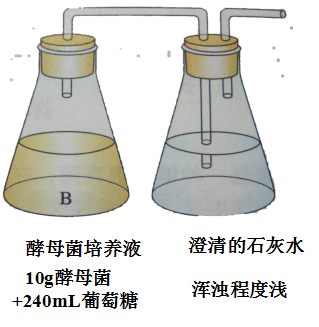 B
酵母菌培养液
10g酵母菌
+240mL葡萄糖
澄清的石灰水
浑浊程度浅